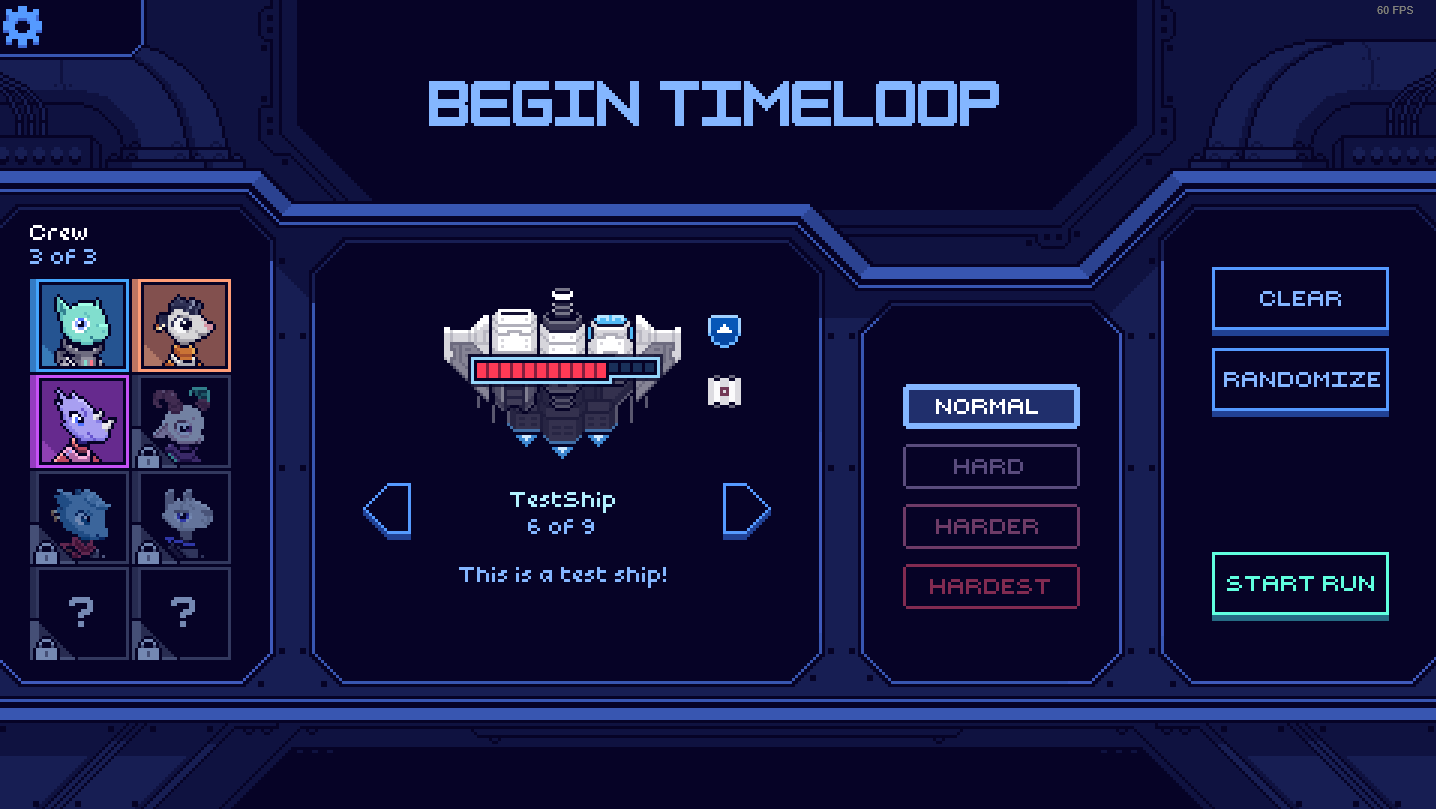 60 FPS
BEGIN TIMELOOP
Crew
3 of 3
?
?
TestShip
6 of 9
This is a test ship!
NORMAL
HARD
HARDER
HARDEST
CLEAR
RANDOMIZE
START RUN